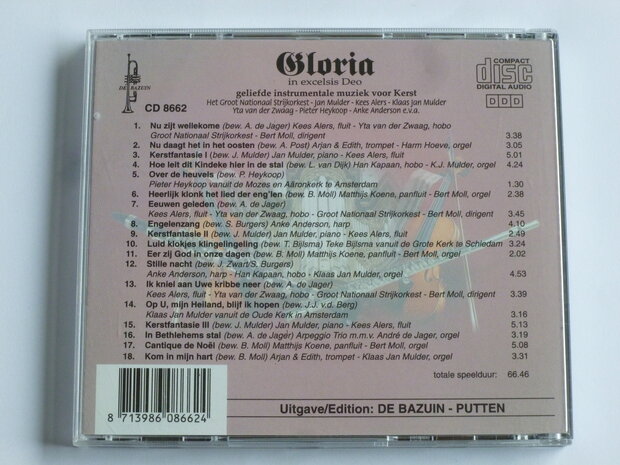 Gloria
in excelsis Deo
geliefde instrumentale muziek voor Kerst
Het Groot Nationaal Strijkorkest - Jan Mulder - Kees Alers - Klaas Jan Mulder
Yta van der Zwaag - Pieter Heykoop - Anke Anderson e.v.a.
DE BAZUIN
CD 8662
COMPACT
disc
DIGITAL AUDIO
DDD
1. Nu zijt wellekome (bew. A. de Jager) Kees Alers, fluit - Yta van der Zwaag, hobo
Groot Nationaal Strijkorkest - Bert Moll, dirigent 3.38
2. Nu daagt het in het oosten (bew. A. Post) Arjan & Edith, trompet - Harm Hoeve, orgel 3.05
3. Kerstfantasie I (bew. J. Mulder) Jan Mulder, piano - Kees Alers, fluit 5.01
4. Hoe leit dit Kindeke hier in de stal (bew. L. van Dijk) Han Kapaan, hobo - K.J. Mulder, orgel 4.24
5. Over de heuvels (bew. P. Heykoop)
Pieter Heykoop vanuit de Mozes en Aäronkerk te Amsterdam 1.30
6. Heerlijk klonk het lied der eng'len (bew. B. Moll) Matthijs Koene, panfluit - Bert Moll, orgel 2.38
7. Eeuwen geleden (bew. A. de Jager)
Kees Alers, fluit - Yta van der Zwaag, hobo - Groot Nationaal Strijkorkest - Bert Moll, dirigent 3.45
8. Engelenzang (bew. S. Burgers) Anke Anderson, harp 4.10
9. Kerstfantasie II (bew. J. Mulder) Jan Mulder, piano - Kees Alers, fluit 2.49
10. Luid klokjes klingelingeling (bew. T. Bijlsma) Teke Bijlsma vanuit de Grote Kerk te Schiedam 3.24
11. Eer zij God in onze dagen (bew. B. Moll) Matthijs Koene, panfluit - Bert Moll, orgel 2.02
12. Stille nacht (bew. J. Zwart/S. Burgers)
Anke Anderson, harp - Han Kapaan, hobo - Klaas Jan Mulder, orgel 4.53
13. Ik kniel aan Uwe kribbe neer (bew. A. de Jager)
Kees Alers, fluit - Yta van der Zwaag, hobo - Groot Nationaal Strijkorkest - Bert Moll, dirigent 3.39
14. Op U, mijn Heiland, blijf ik hopen (bew. J.J. v.d. Berg)
Klaas Jan Mulder vanuit de Oude Kerk in Amsterdam 3.16
15. Kerstfantasie III (bew. J. Mulder) Jan Mulder, piano - Kees Alers, fluit 5.13
16. In Bethlehems stal (bew. A. de Jager) Arpeggio Trio m.m.v. André de Jager, orgel 3.19
17. Cantique de Noël (bew. B. Moll) Matthijs Koene, panfluit - Bert Moll, orgel 5.08
18. Kom in mijn hart (bew. B. Moll) Arjan & Edith, trompet - Klaas Jan Mulder, orgel 3.31
totale speelduur: 66.46
8 713986 086624
Uitgave/Edition: DE BAZUIN - PUTTEN